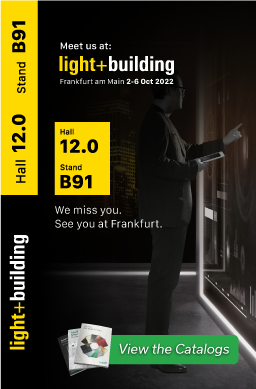 Hall 12.0 Stand B91
light+building
Meet us at:
light+building
Frankfurt am Main 2-6 Oct 2022
Hall
12.0
Stand
B91
We miss you.
See you at Frankfurt.
View the Catalogs